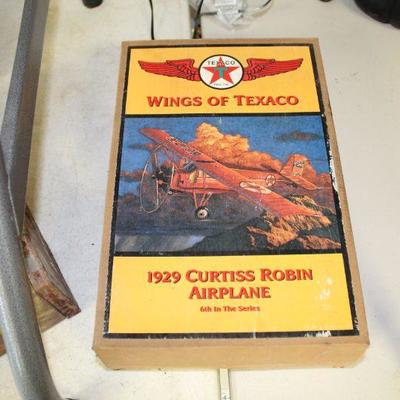 TEXACO
T
WINGS OF TEXACO
1929 CURTISS ROBIN
AIRPLANE
6th In The Series